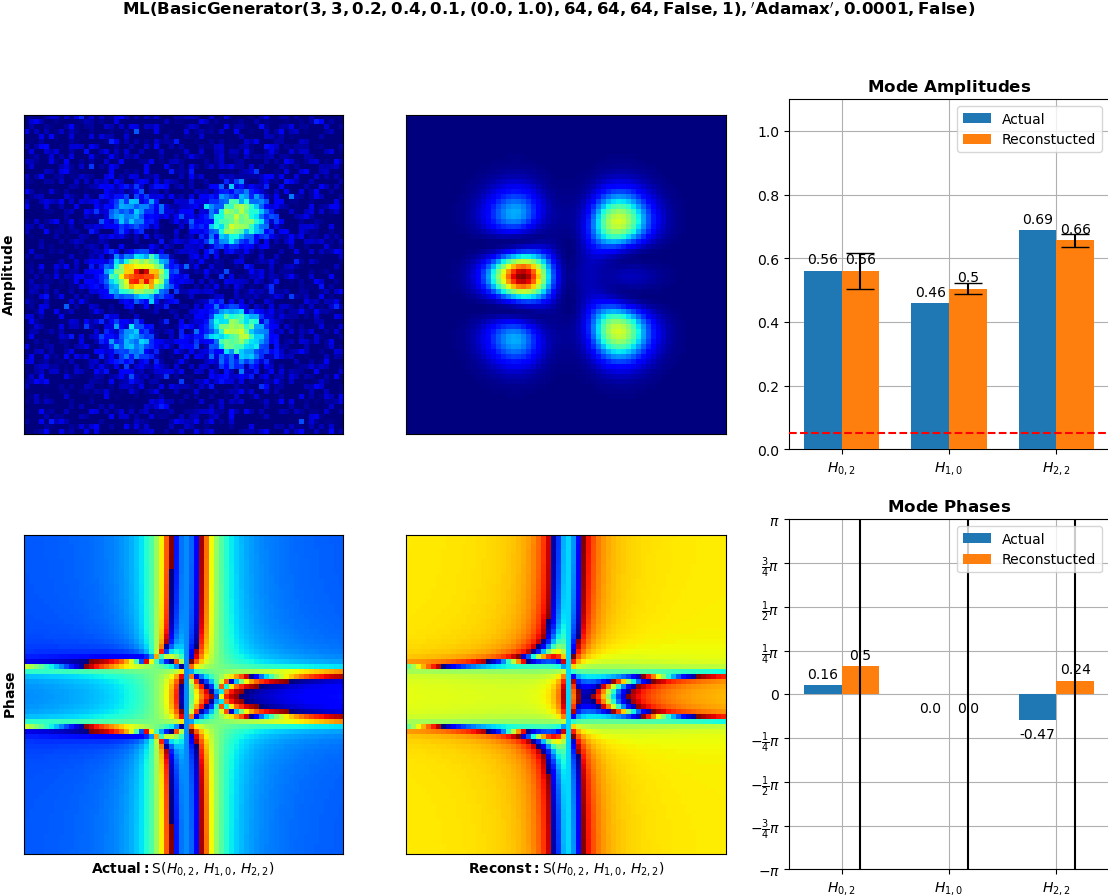 ML(BasicGenerator(3, 3, 0.2, 0.4, 0.1, (0.0, 1.0), 64, 64, 64, False, 1), ′Adamax′, 0.0001, False)
Amplitude
Mode Amplitudes
Actual
Reconstucted
1.0
0.8
0.6
0.4
0.2
0.0
0.56 0.56 0.46 0.5 0.69 0.66
H0, 2 H1, 0 H2, 2
Phase
Actual: S(H0, 2, H1, 0, H2, 2)
Reconst: S(H0, 2, H1, 0, H2, 2)
Mode Phases
Actual
Reconstucted
π
3/4π
1/2π
1/4π
0
−1/4π
−1/2π
−3/4π
−π
0.16 0.5 0.0 0.0 -0.47 0.24
H0, 2 H1, 0 H2, 2